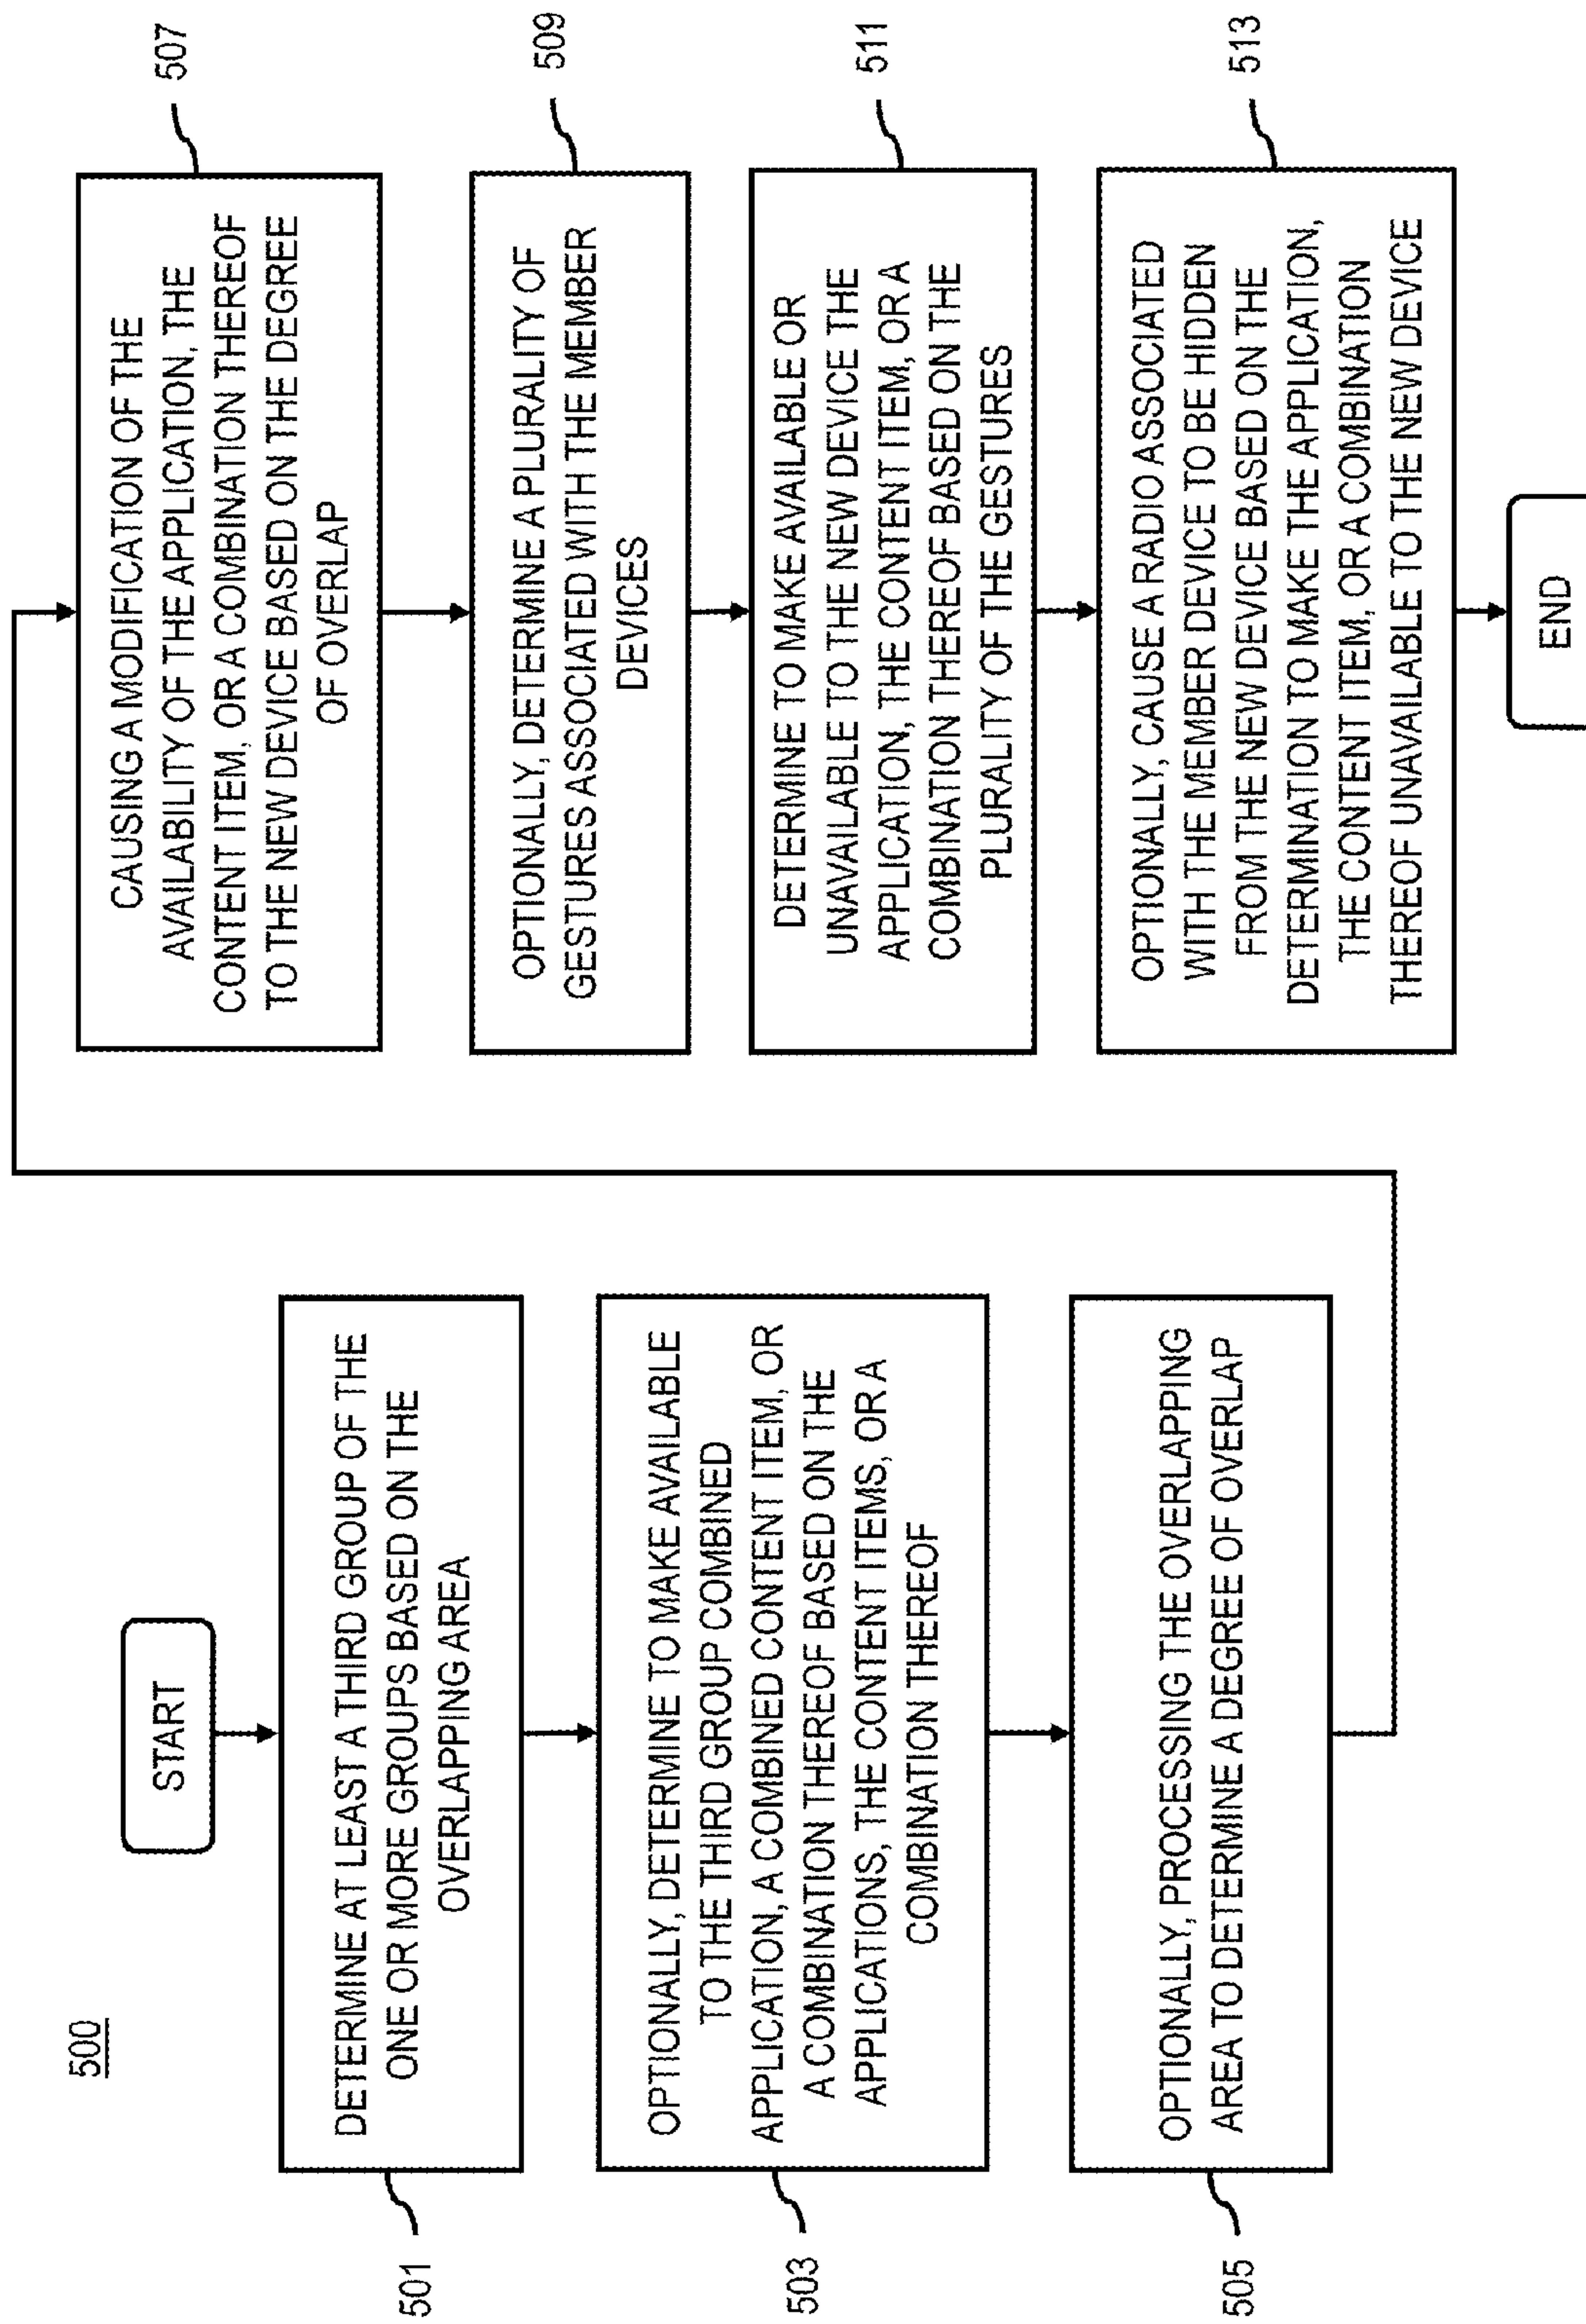 500
START
501
DETERMINE AT LEAST A THIRD GROUP OF THE
ONE OR MORE GROUPS BASED ON THE
OVERLAPPING AREA
503
OPTIONALLY, DETERMINE TO MAKE AVAILABLE
TO THE THIRD GROUP COMBINED
APPLICATION, A COMBINED CONTENT ITEM, OR
A COMBINATION THEREOF BASED ON THE
APPLICATIONS, THE CONTENT ITEMS, OR A
COMBINATION THEREOF
505
OPTIONALLY, PROCESSING THE OVERLAPPING
AREA TO DETERMINE A DEGREE OF OVERLAP
507
CAUSING A MODIFICATION OF THE
AVAILABILITY OF THE APPLICATION, THE
CONTENT ITEM, OR A COMBINATION THEREOF
TO THE NEW DEVICE BASED ON THE DEGREE
OF OVERLAP
509
OPTIONALLY, DETERMINE A PLURALITY OF
GESTURES ASSOCIATED WITH THE MEMBER
DEVICES
511
DETERMINE TO MAKE AVAILABLE OR
UNAVAILABLE TO THE NEW DEVICE THE
APPLICATION, THE CONTENT ITEM, OR A
COMBINATION THEREOF BASED ON THE
PLURALITY OF THE GESTURES
513
OPTIONALLY, CAUSE A RADIO ASSOCIATED
WITH THE MEMBER DEVICE TO BE HIDDEN
FROM THE NEW DEVICE BASED ON THE
DETERMINATION TO MAKE THE APPLICATION,
THE CONTENT ITEM, OR A COMBINATION
THEREOF UNAVAILABLE TO THE NEW DEVICE
END